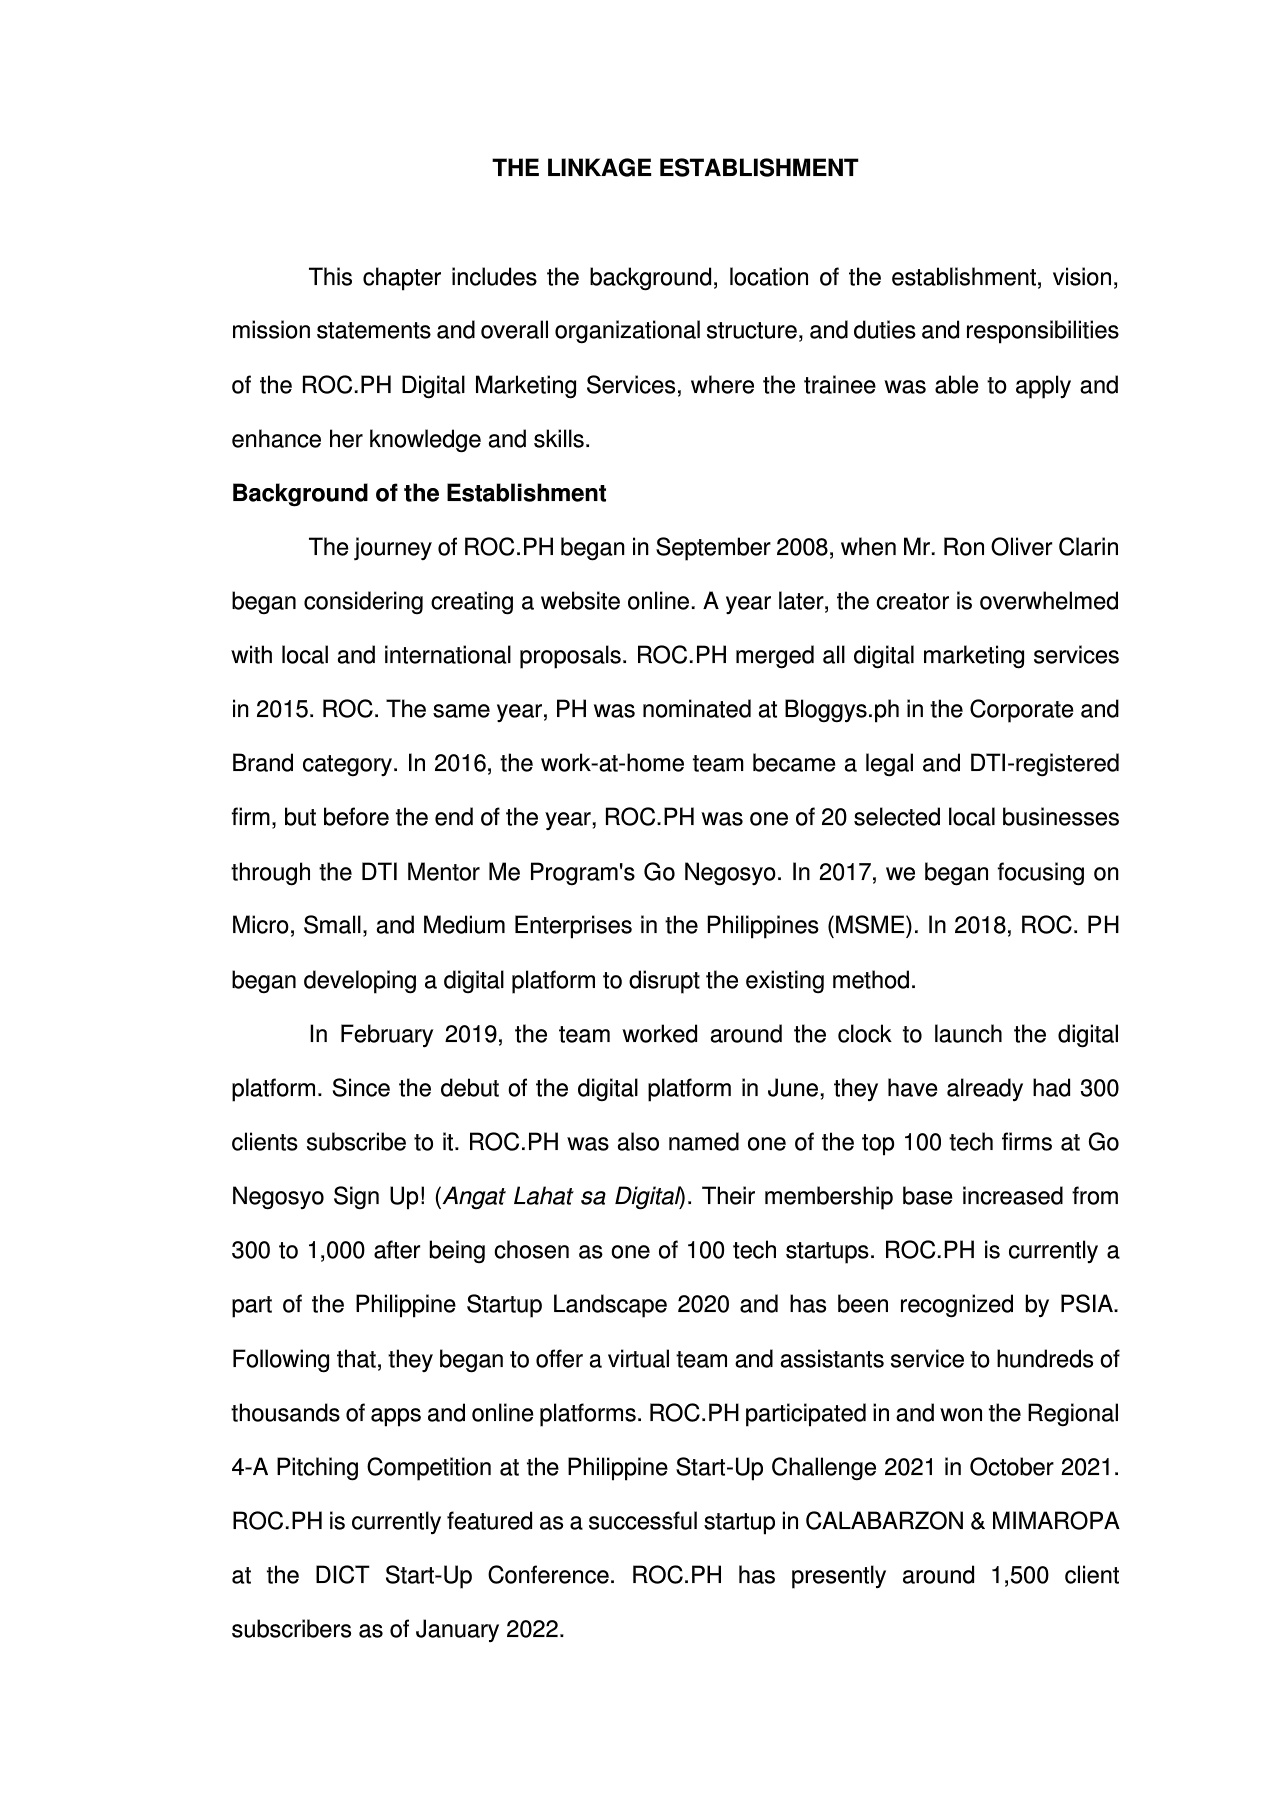 THE LINKAGE ESTABLISHMENT
This chapter includes the background, location of the establishment, vision,
mission statements and overall organizational structure, and duties and responsibilities
of the ROC.PH Digital Marketing Services, where the trainee was able to apply and
enhance her knowledge and skills.
Background of the Establishment
The journey of ROC.PH began in September 2008, when Mr. Ron Oliver Clarin
began considering creating a website online. A year later, the creator is overwhelmed
with local and international proposals. ROC.PH merged all digital marketing services
in 2015. ROC. The same year, PH was nominated at Bloggys.ph in the Corporate and
Brand category. In 2016, the work-at-home team became a legal and DTI-registered
firm, but before the end of the year, ROC.PH was one of 20 selected local businesses
through the DTI Mentor Me Program's Go Negosyo. In 2017, we began focusing on
Micro, Small, and Medium Enterprises in the Philippines (MSME). In 2018, ROC. PH
began developing a digital platform to disrupt the existing method.
In February 2019, the team worked around the clock to launch the digital
platform. Since the debut of the digital platform in June, they have already had 300
clients subscribe to it. ROC.PH was also named one of the top 100 tech firms at Go
Negosyo Sign Up! (Angat Lahat sa Digital). Their membership base increased from
300 to 1,000 after being chosen as one of 100 tech startups. ROC.PH is currently a
part of the Philippine Startup Landscape 2020 and has been recognized by PSIA.
Following that, they began to offer a virtual team and assistants service to hundreds of
thousands of apps and online platforms. ROC.PH participated in and won the Regional
4-A Pitching Competition at the Philippine Start-Up Challenge 2021 in October 2021.
ROC.PH is currently featured as a successful startup in CALABARZON & MIMAROPA
at the DICT Start-Up Conference. ROC.PH has presently around 1,500 client
subscribers as of January 2022.